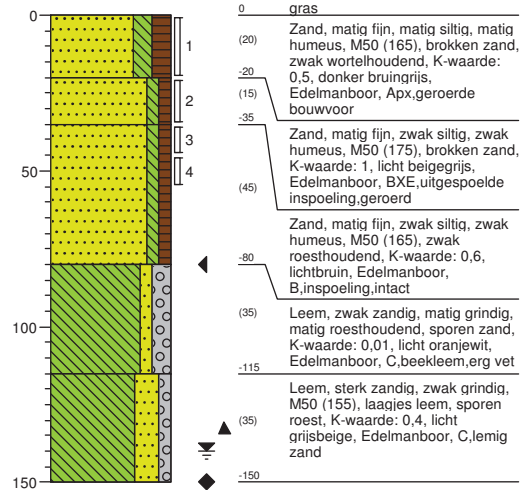 0
50
100
150
1
2
3
4
0 gras
(20)
Zand, matig fijn, matig siltig, matig
humeus, M50 (165), brokken zand,
zwak wortelhoudend, K-waarde:
0,5, donker bruingrijs,
Edelmanboor, Apx,geroerde
bouwvoor
-20
(15)
Zand, matig fijn, zwak siltig, zwak
humeus, M50 (175), brokken zand,
K-waarde: 1, licht beigegrijs,
Edelmanboor, BXE,uitgespoelde
inspoeling,geroerd
-35
(45)
Zand, matig fijn, zwak siltig, zwak
humeus, M50 (165), zwak
roesthoudend, K-waarde: 0,6,
lichtbruin, Edelmanboor,
B,inspoeling,intact
-80
(35)
Leem, zwak zandig, matig grindig,
matig roesthoudend, sporen zand,
K-waarde: 0,01, licht oranjewit,
Edelmanboor, C,beekleem,erg vet
-115
(35)
Leem, sterk zandig, zwak grindig,
M50 (155), laagjes leem, sporen
roest, K-waarde: 0,4, licht
grijsbeige, Edelmanboor, C,lemig
zand
-150